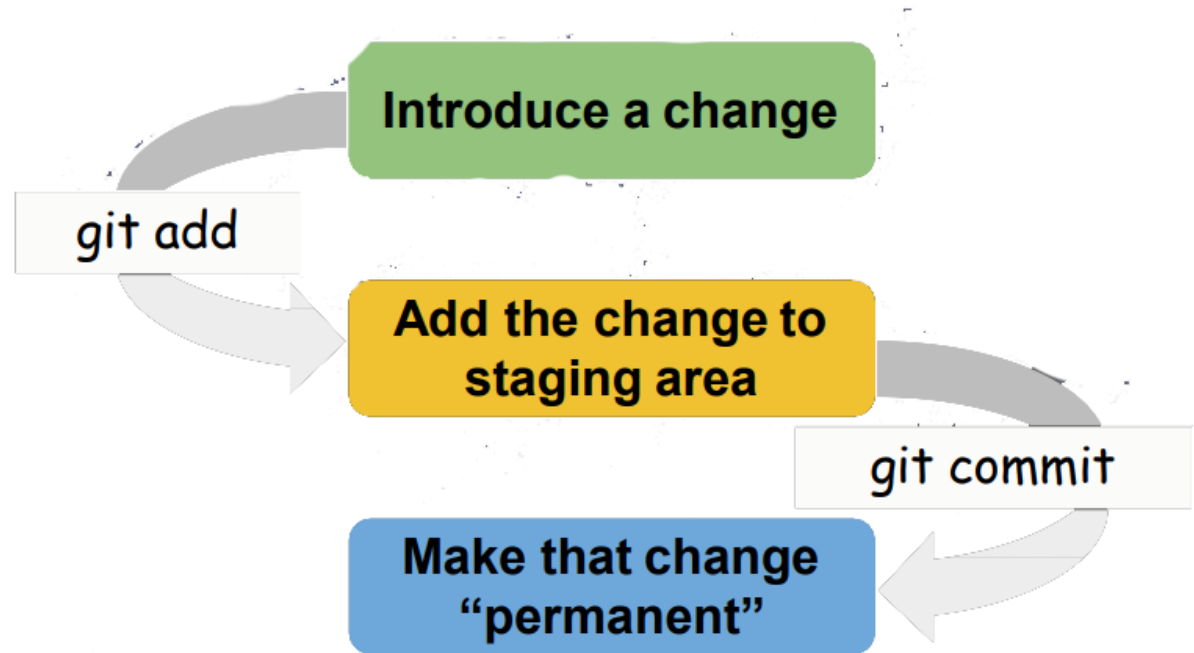 Introduce a change
git add
Add the change to
staging area
git commit
Make that change
“permanent”